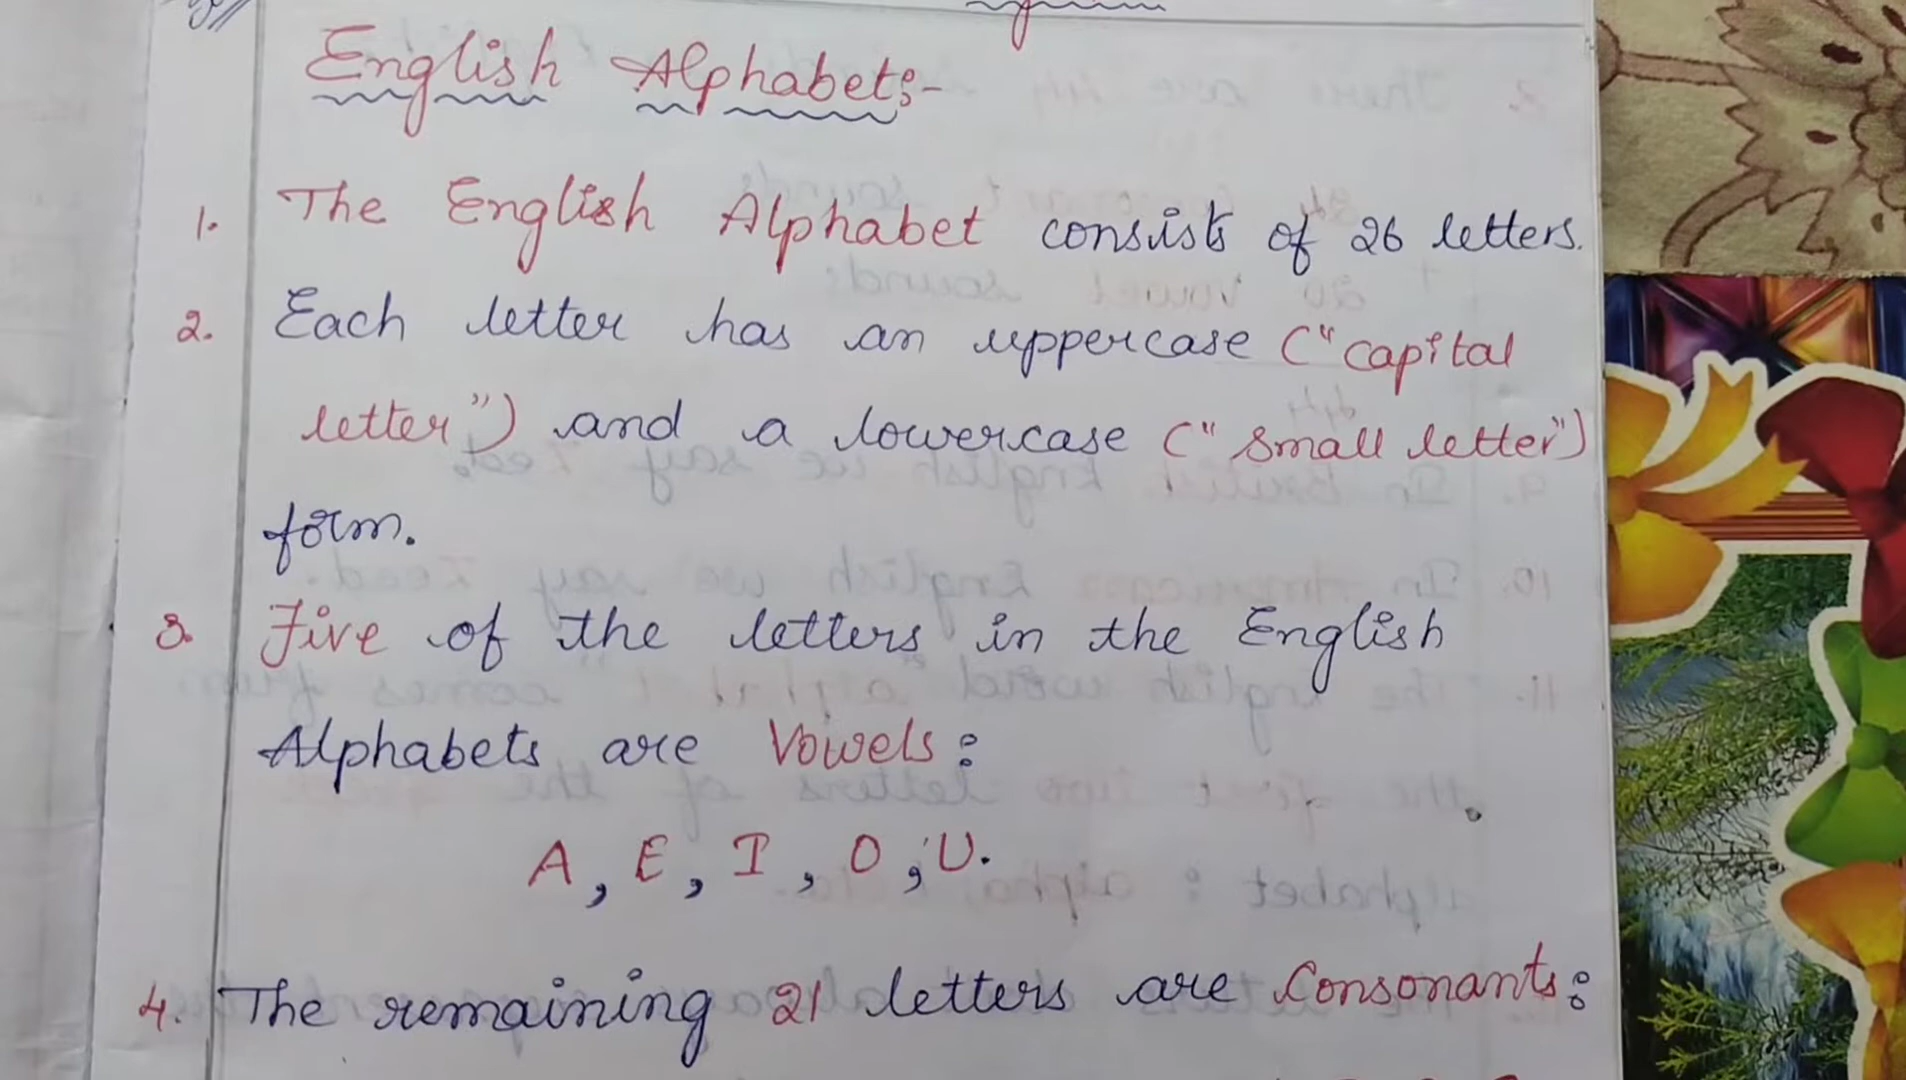 English Alphabet:-
1. The English Alphabet consists of 26 letters.
2. Each letter has an uppercase ("capital
letter") and a lowercase ("small letter")
form.
3. Five of the letters in the English
Alphabets are Vowels:
A, E, I, O, U.
4. The remaining 21 letters are Consonants: